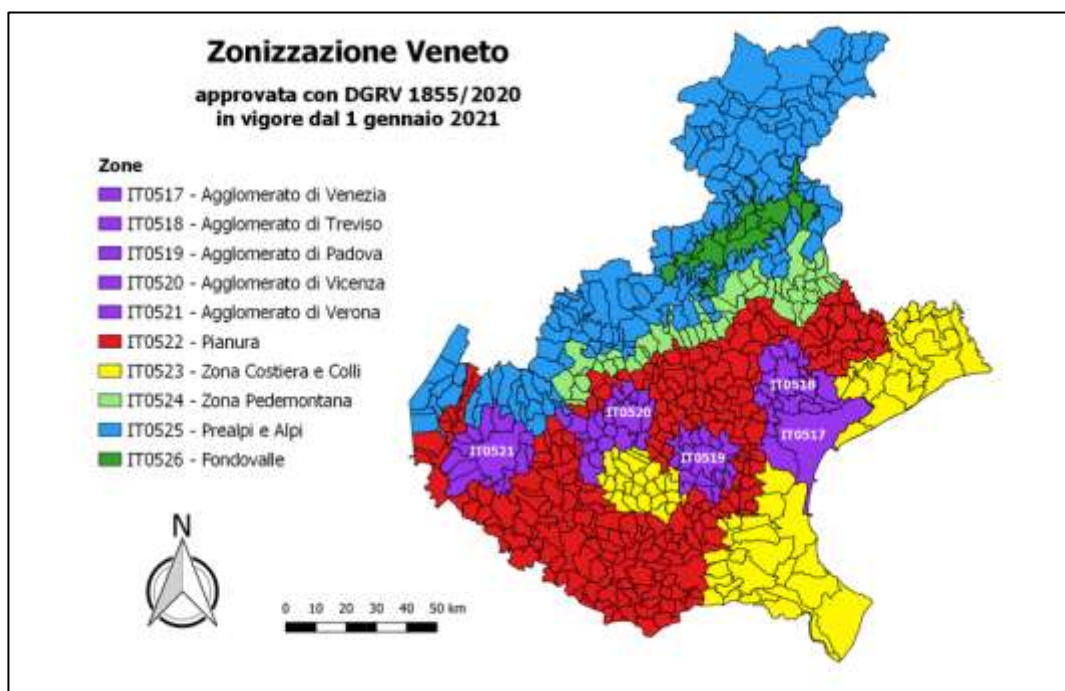 Zonizzazione Veneto
approvata con DGRV 1855/2020
in vigore dal 1 gennaio 2021
Zone
IT0517 - Agglomerato di Venezia
IT0518 - Agglomerato di Treviso
IT0519 - Agglomerato di Padova
IT0520 - Agglomerato di Vicenza
IT0521 - Agglomerato di Verona
IT0522 - Pianura
IT0523 - Zona Costiera e Colli
IT0524 - Zona Pedemontana
IT0525 - Prealpi e Alpi
IT0526 - Fondovalle
IT0518
IT0520
IT0517
IT0521
IT0519
N
0 10 20 30 40 50 km